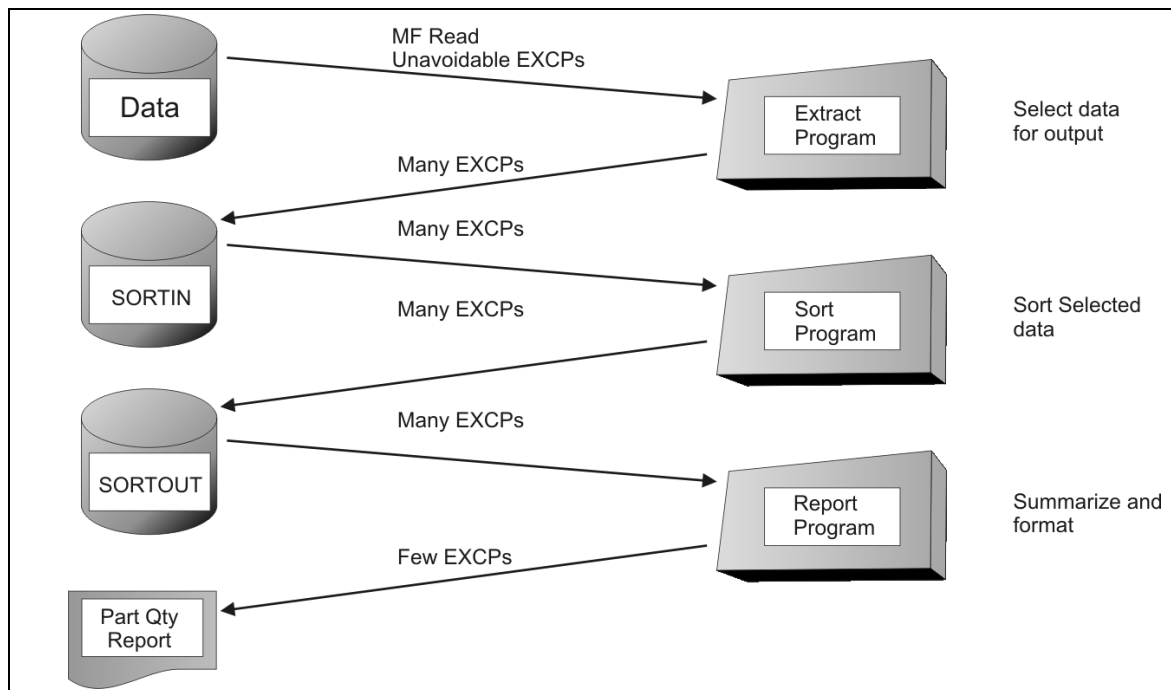 MF Read
Unavoidable EXCPs
Data
Extract
Program
Select data
for output
Many EXCPs
Many EXCPs
SORTIN
Sort
Program
Sort Selected
data
Many EXCPs
Many EXCPs
SORTOUT
Report
Program
Summarize and
format
Few EXCPs
Part Qty
Report